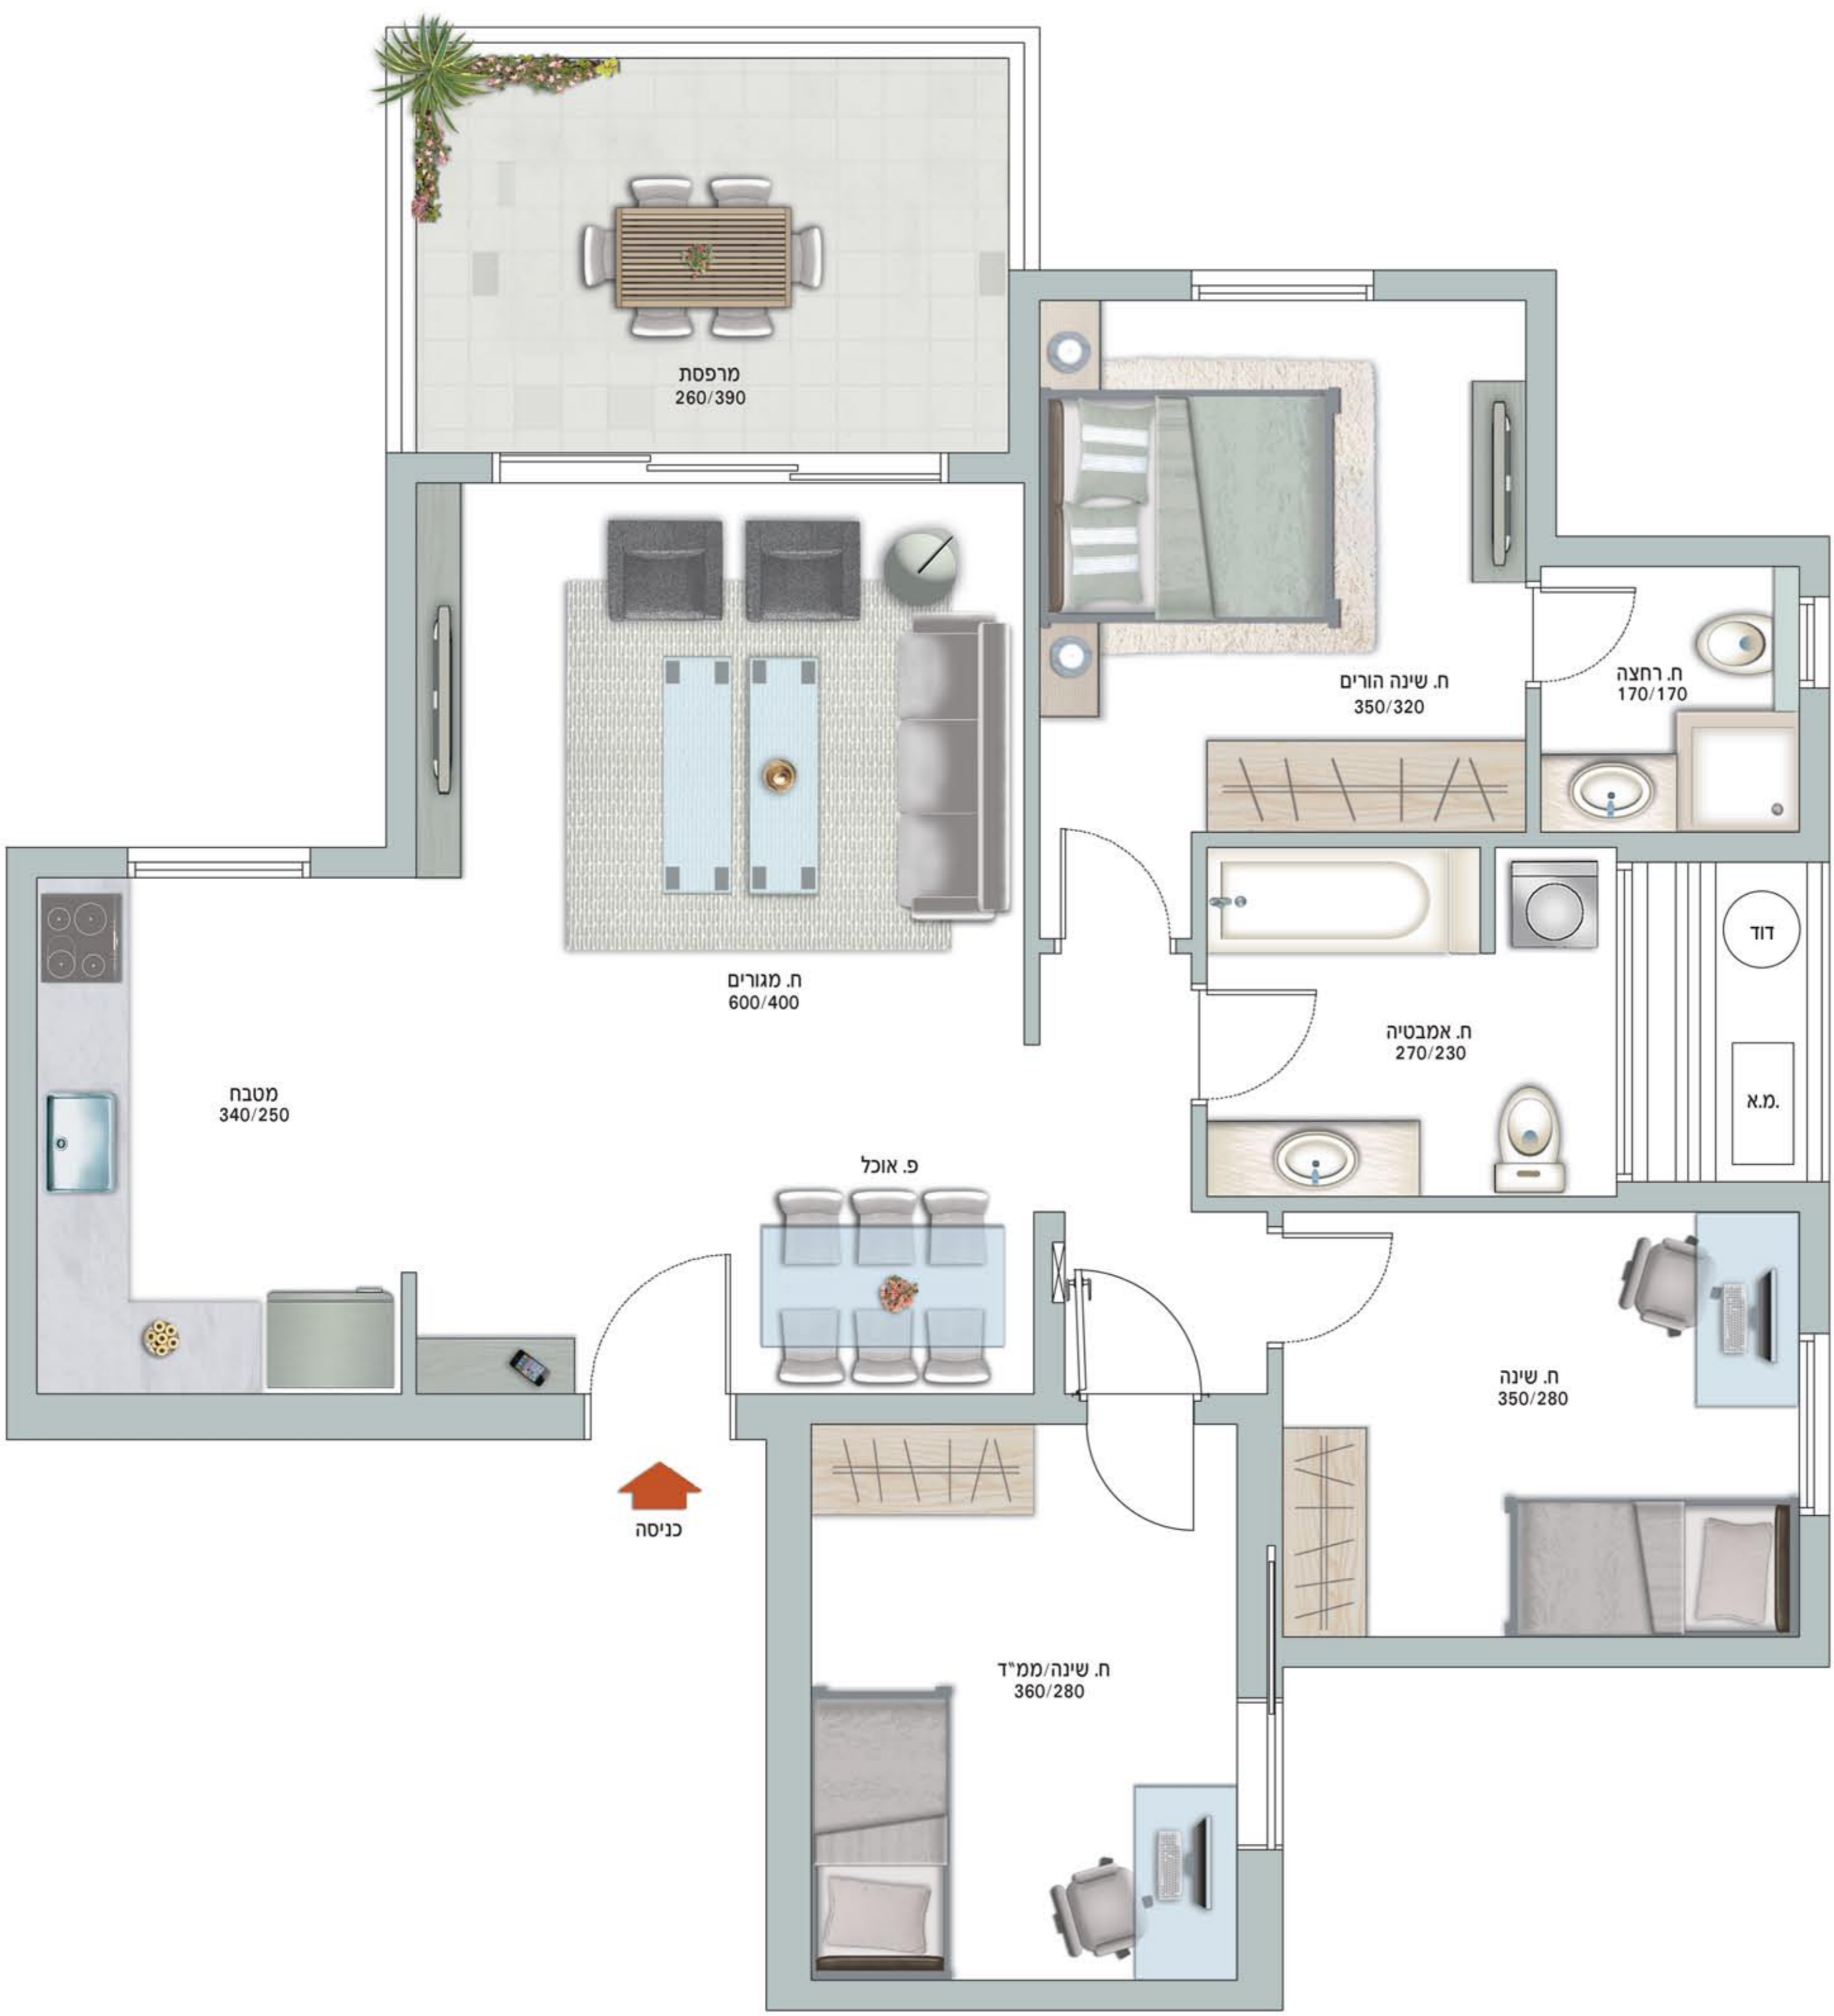 מרפסת
260/390
ח. שינה הורים
350/320
ח. רחצה
170/170
דוד
ח. מגורים
600/400
ח. אמבטיה
270/230
מ.א.
מטבח
340/250
פ. אוכל
ח. שינה
350/280
כניסה
ח. שינה/ממ"ד
360/280